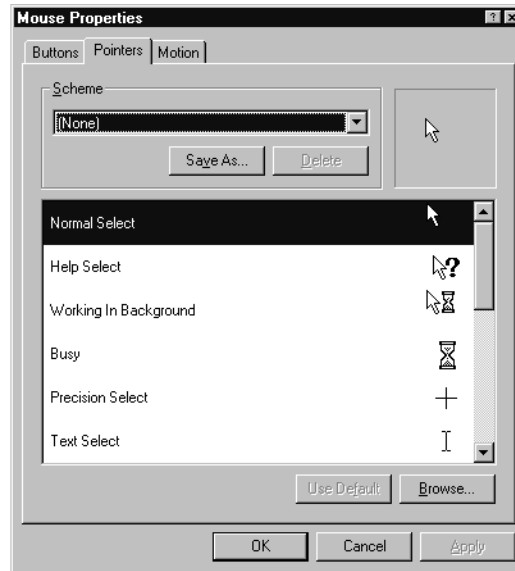 Mouse Properties
Buttons Pointers Motion
Scheme
(None)
Save As... Delete
Normal Select
Help Select
Working In Background
Busy
Precision Select
Text Select
Use Default Browse...
OK Cancel Apply